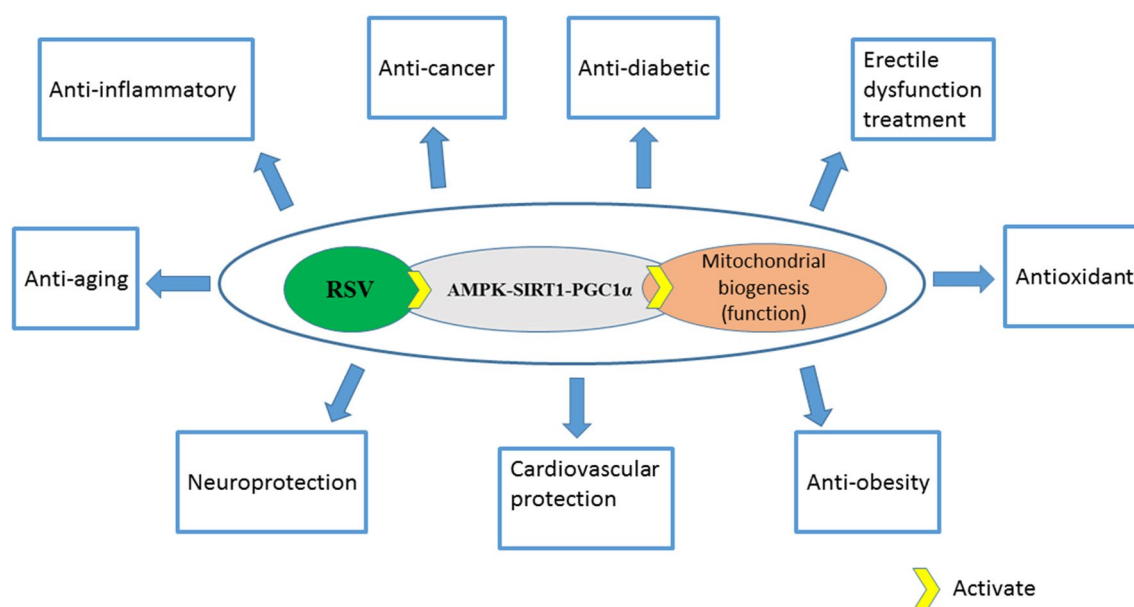 Anti-inflammatory
Anti-cancer
Anti-diabetic
Erectile
dysfunction
treatment
Anti-aging
RSV
AMPK-SIRT1-PGC1α
Mitochondrial
biogenesis
(function)
Antioxidant
Neuroprotection
Cardiovascular
protection
Anti-obesity
Activate